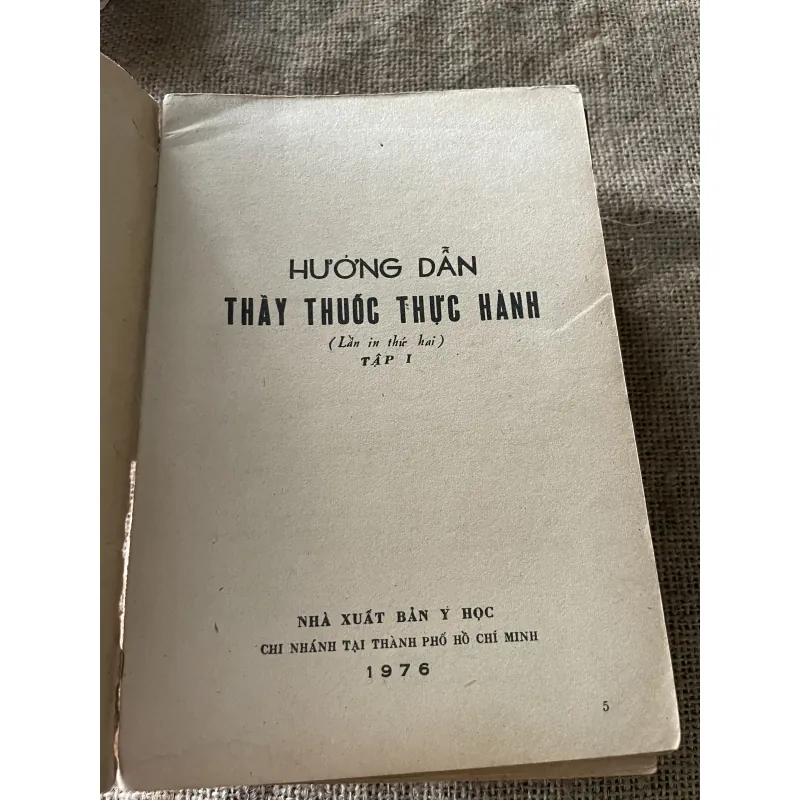 HƯỚNG DẪN
THẦY THUỐC THỰC HÀNH
(Lần in thứ hai)
TẬP I
NHÀ XUẤT BẢN Y HỌC
CHI NHÁNH TẠI THÀNH PHỐ HỒ CHÍ MINH
1976
5